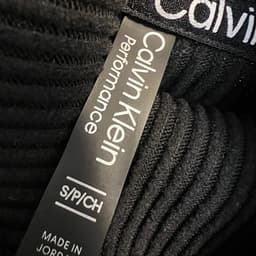 Calvin
Calvin Klein
Performance
S/P/CH
MADE IN